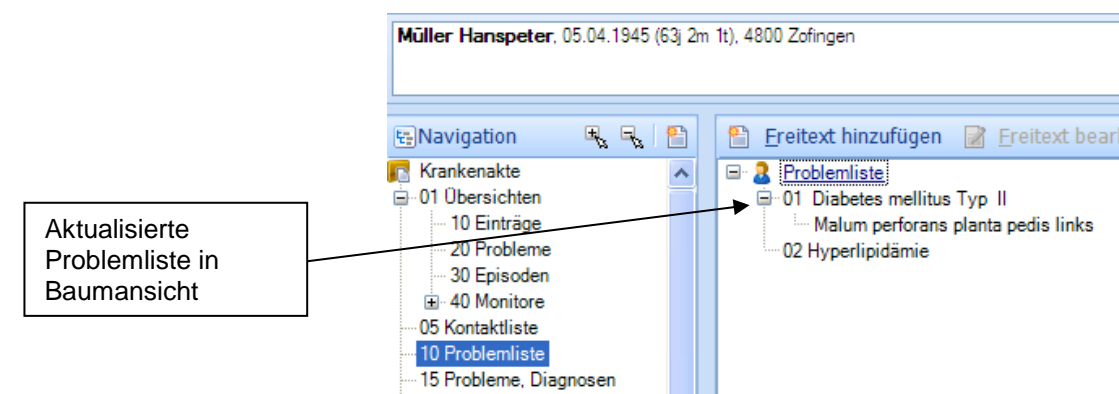 Müller Hanspeter, 05.04.1945 (63j 2m 1t), 4800 Zofingen
Navigation
Freitext hinzufügen
Freitext bear
Krankenakte
01 Übersichten
10 Einträge
20 Probleme
30 Episoden
40 Monitore
05 Kontaktliste
10 Problemliste
15 Probleme, Diagnosen
Problemliste
01 Diabetes mellitus Typ II
Malum perforans planta pedis links
02 Hyperlipidämie
Aktualisierte
Problemliste in
Baumansicht